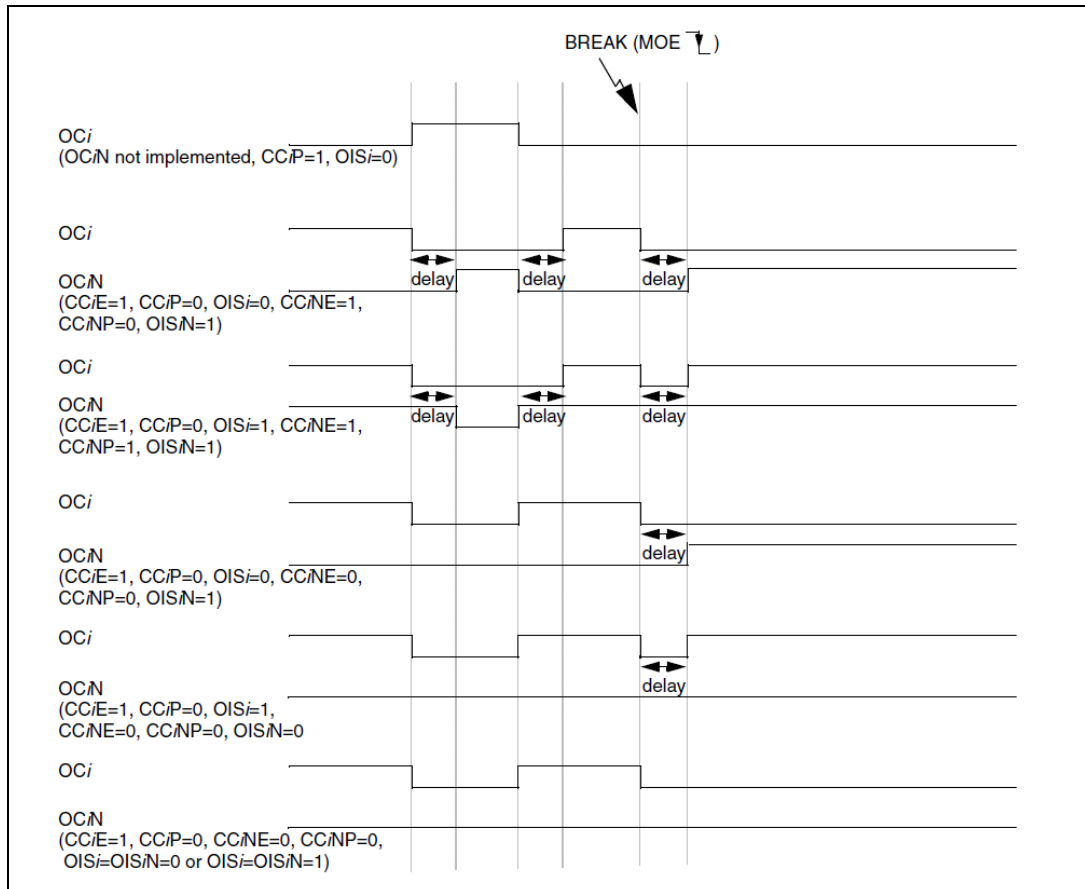 BREAK (MOE )
OCi
(OCiN not implemented, CCiP=1, OISi=0)
OCi
delay delay delay
OCiN
(CCiE=1, CCiP=0, OISi=0, CCiNE=1,
CCiNP=0, OISiN=1)
OCi
OCiN
delay delay delay
(CCiE=1, CCiP=0, OISi=1, CCiNE=1,
CCiNP=1, OISiN=1)
OCi
OCiN
delay
(CCiE=1, CCiP=0, OISi=0, CCiNE=0,
CCiNP=0, OISiN=1)
OCi
delay
OCiN
(CCiE=1, CCiP=0, OISi=1,
CCiNE=0, CCiNP=0, OISiN=0
OCi
OCiN
(CCiE=1, CCiP=0, CCiNE=0, CCiNP=0,
OISi=OISiN=0 or OISi=OISiN=1)